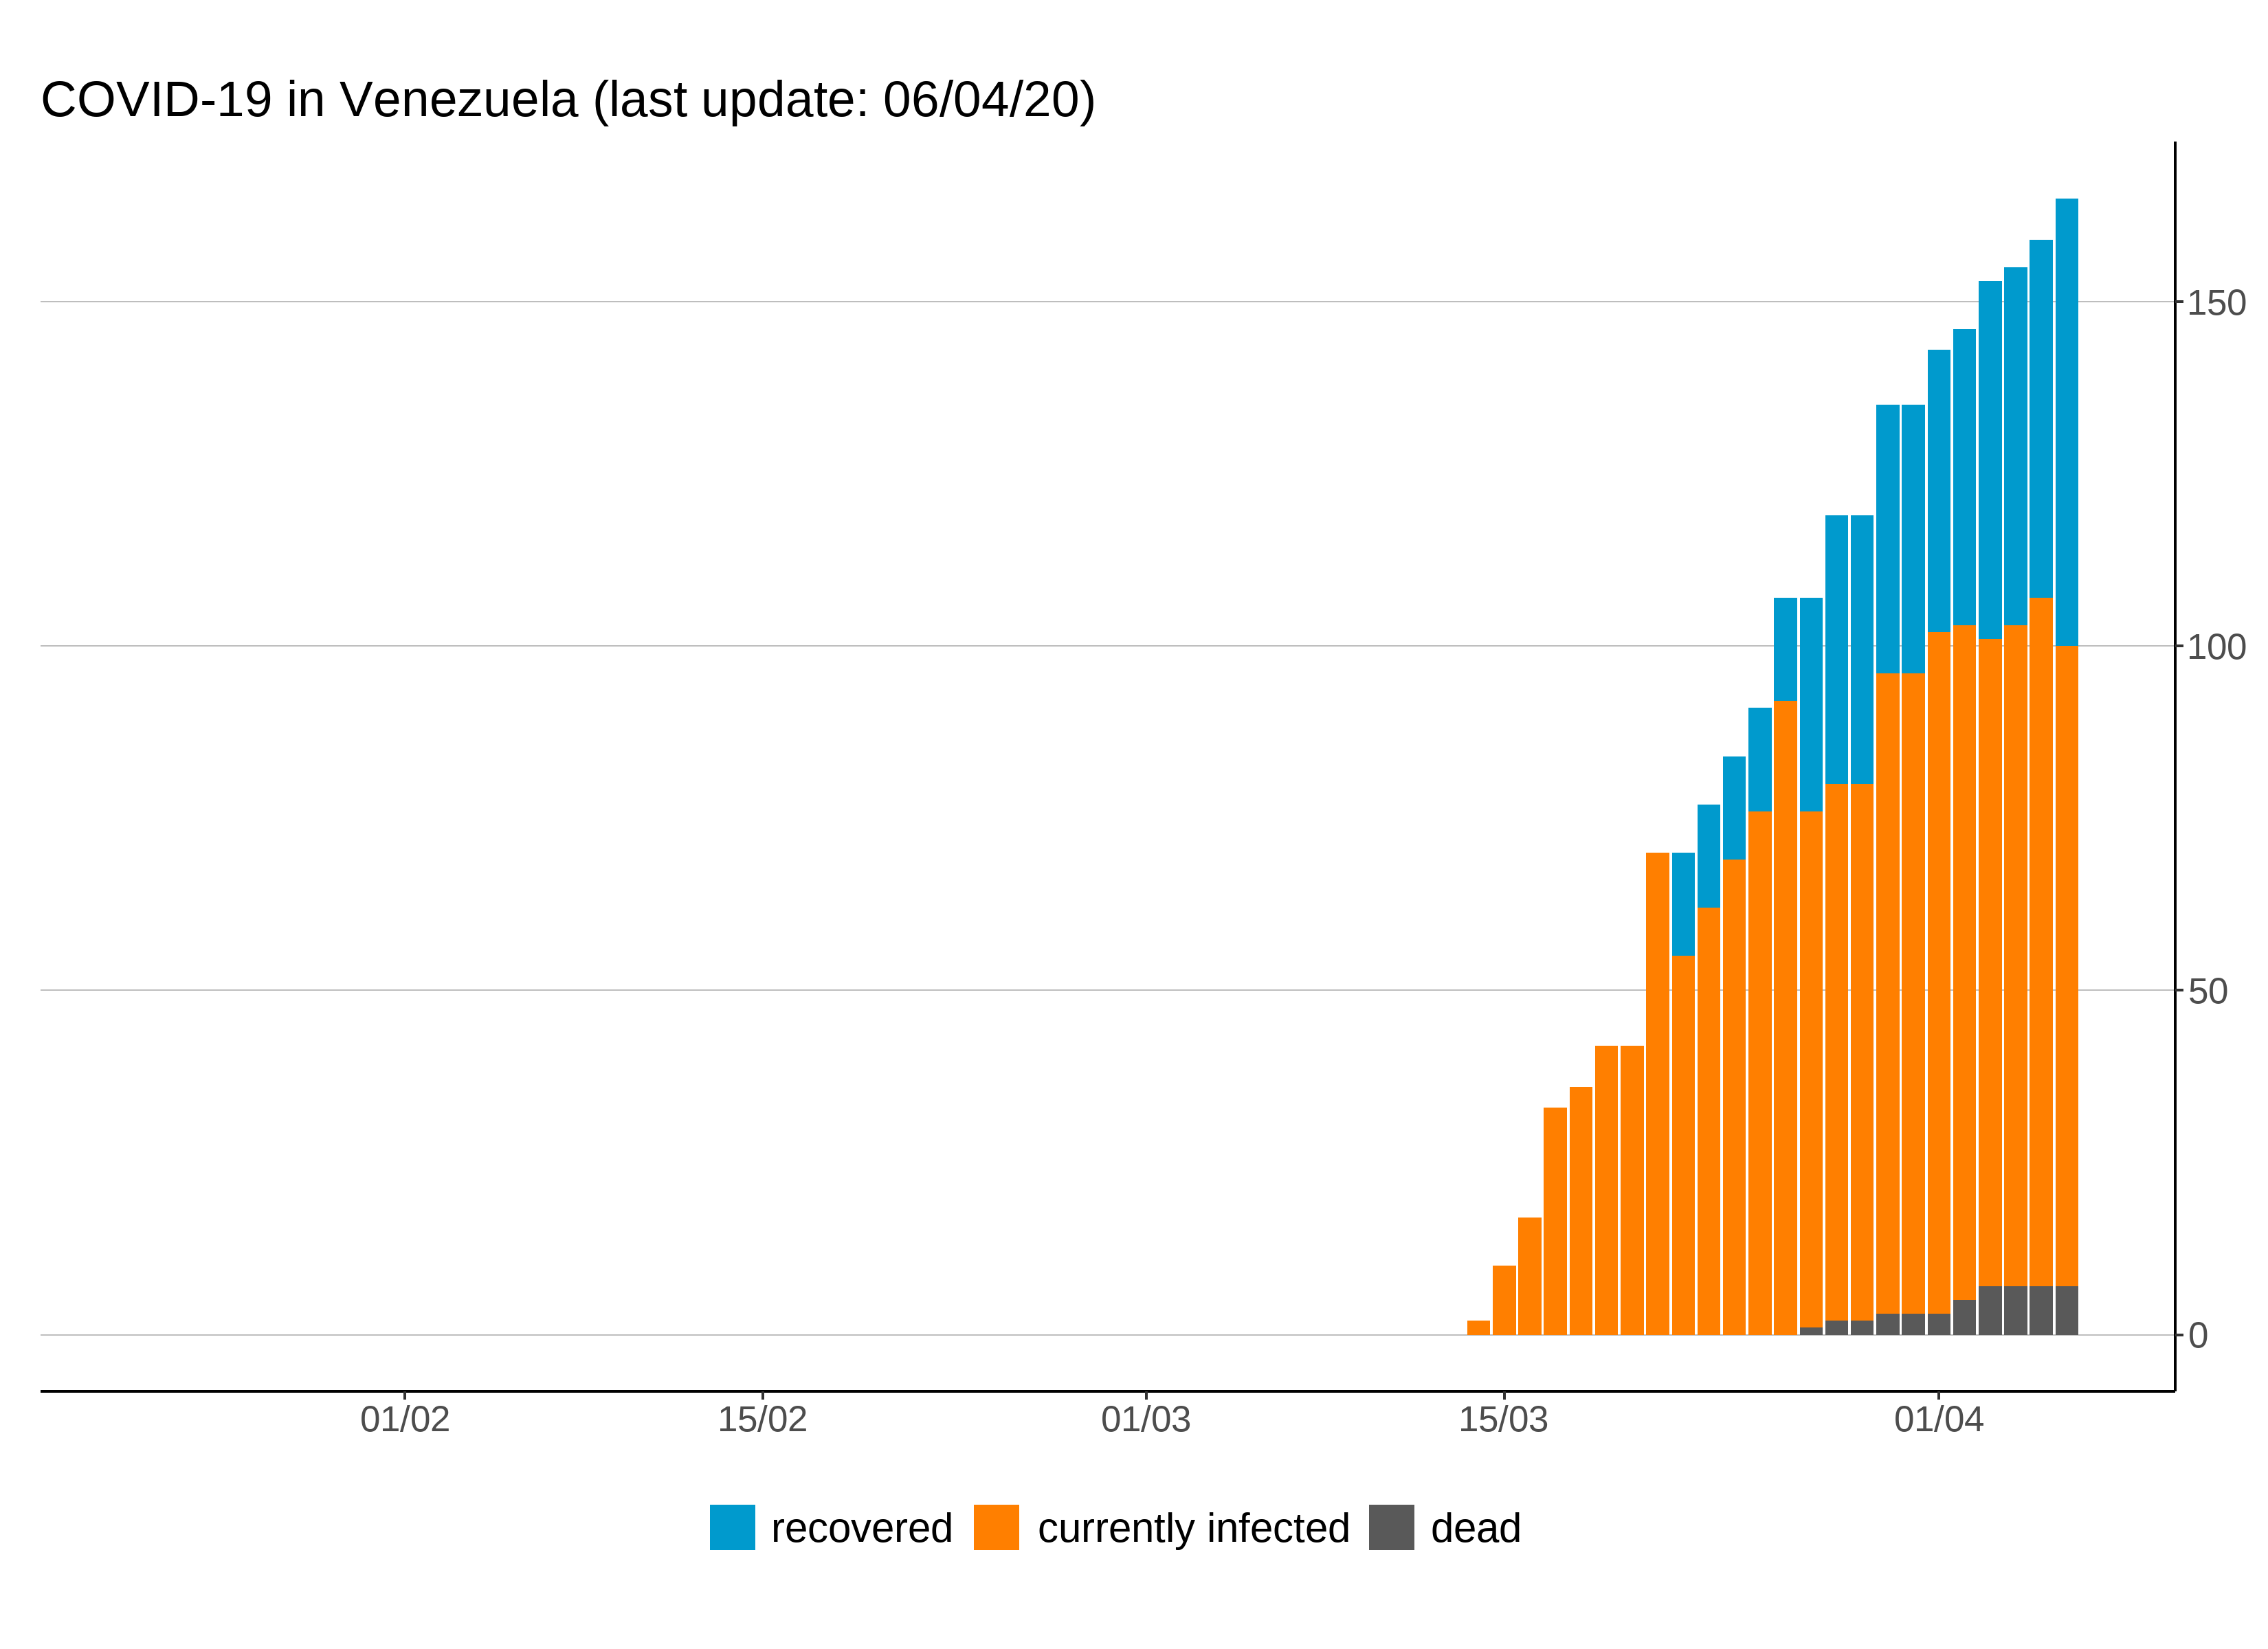 COVID-19 in Venezuela (last update: 06/04/20)
150
100
50
0
01/02 15/02 01/03 15/03 01/04
recovered currently infected dead